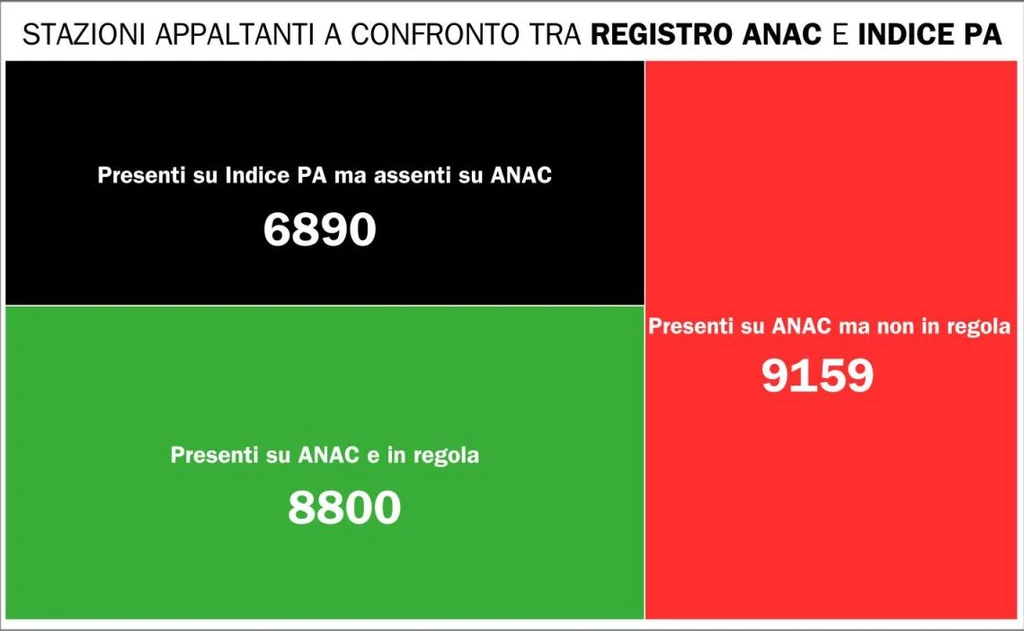 STAZIONI APPALTANTI A CONFRONTO TRA REGISTRO ANAC E INDICE PA
Presenti su Indice PA ma assenti su ANAC
6890
Presenti su ANAC ma non in regola
9159
Presenti su ANAC e in regola
8800